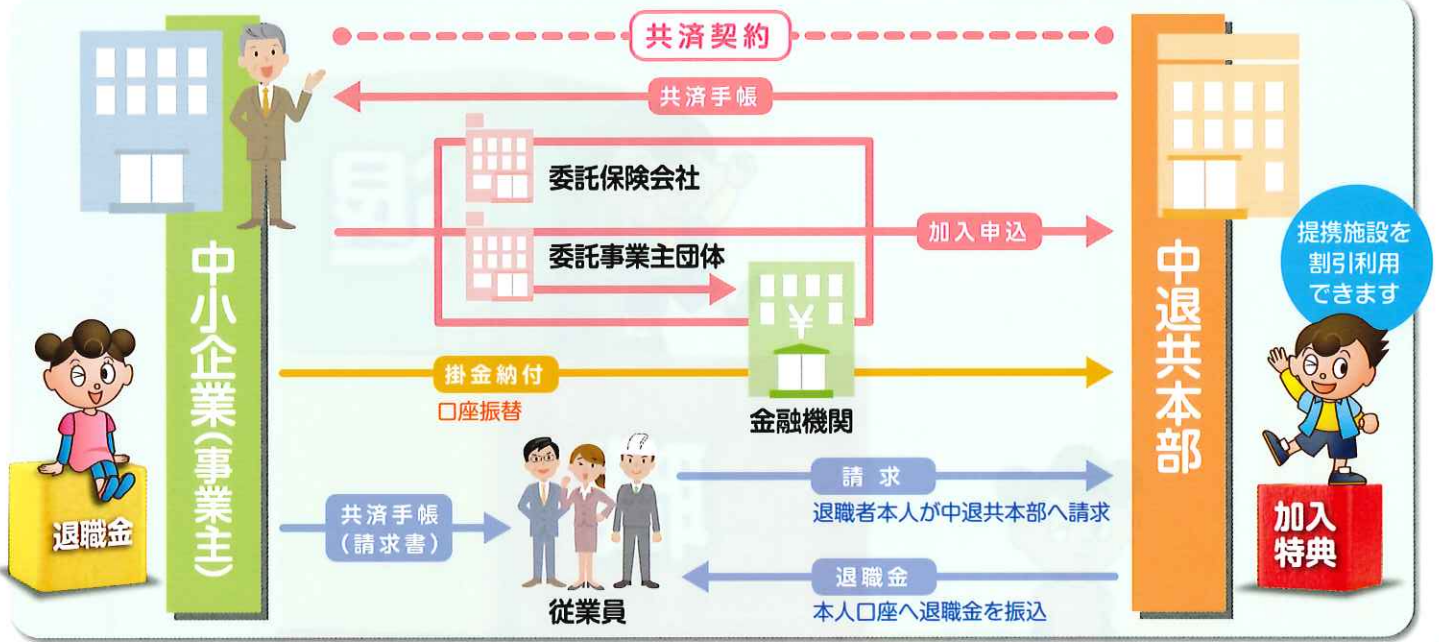 共済契約
共済手帳
委託保険会社
加入申込
委託事業主団体
提携施設を
割引利用
できます
中小企業(事業主)
中退共本部
¥
掛金納付
口座振替
金融機関
請求
退職者本人が中退共本部へ請求
共済手帳
(請求書)
退職金
加入
特典
退職金
本人口座へ退職金を振込
従業員